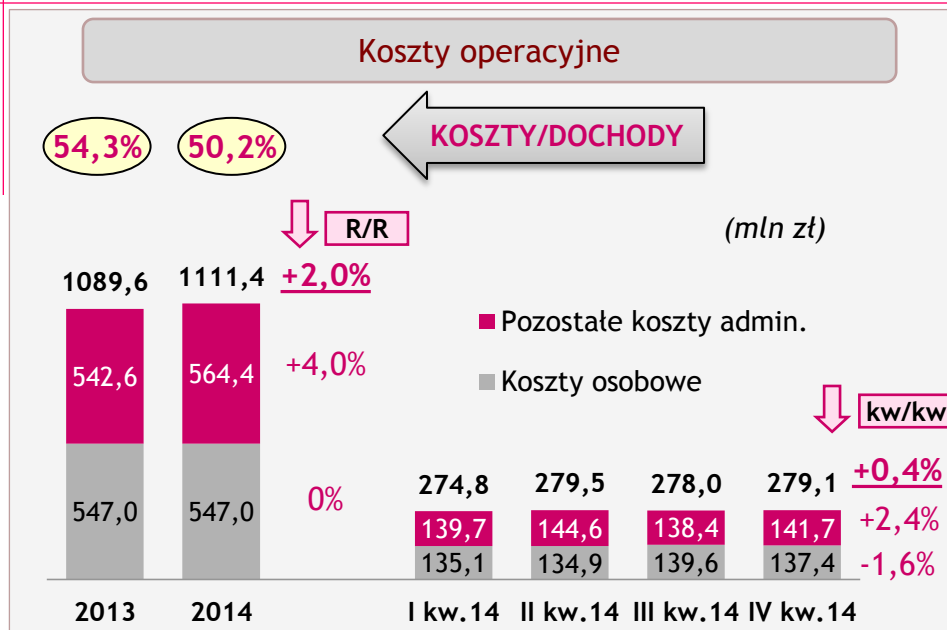 Koszty operacyjne
54,3% 50,2% KOSZTY/DOCHODY
R/R (mln zł)
1089,6 1111,4 +2,0%
542,6 564,4 +4,0%
547,0 547,0 0%
Pozostałe koszty admin.
Koszty osobowe
kw/kw
274,8 279,5 278,0 279,1 +0,4%
139,7 144,6 138,4 141,7 +2,4%
135,1 134,9 139,6 137,4 -1,6%
2013 2014 I kw.14 II kw.14 III kw.14 IV kw.14